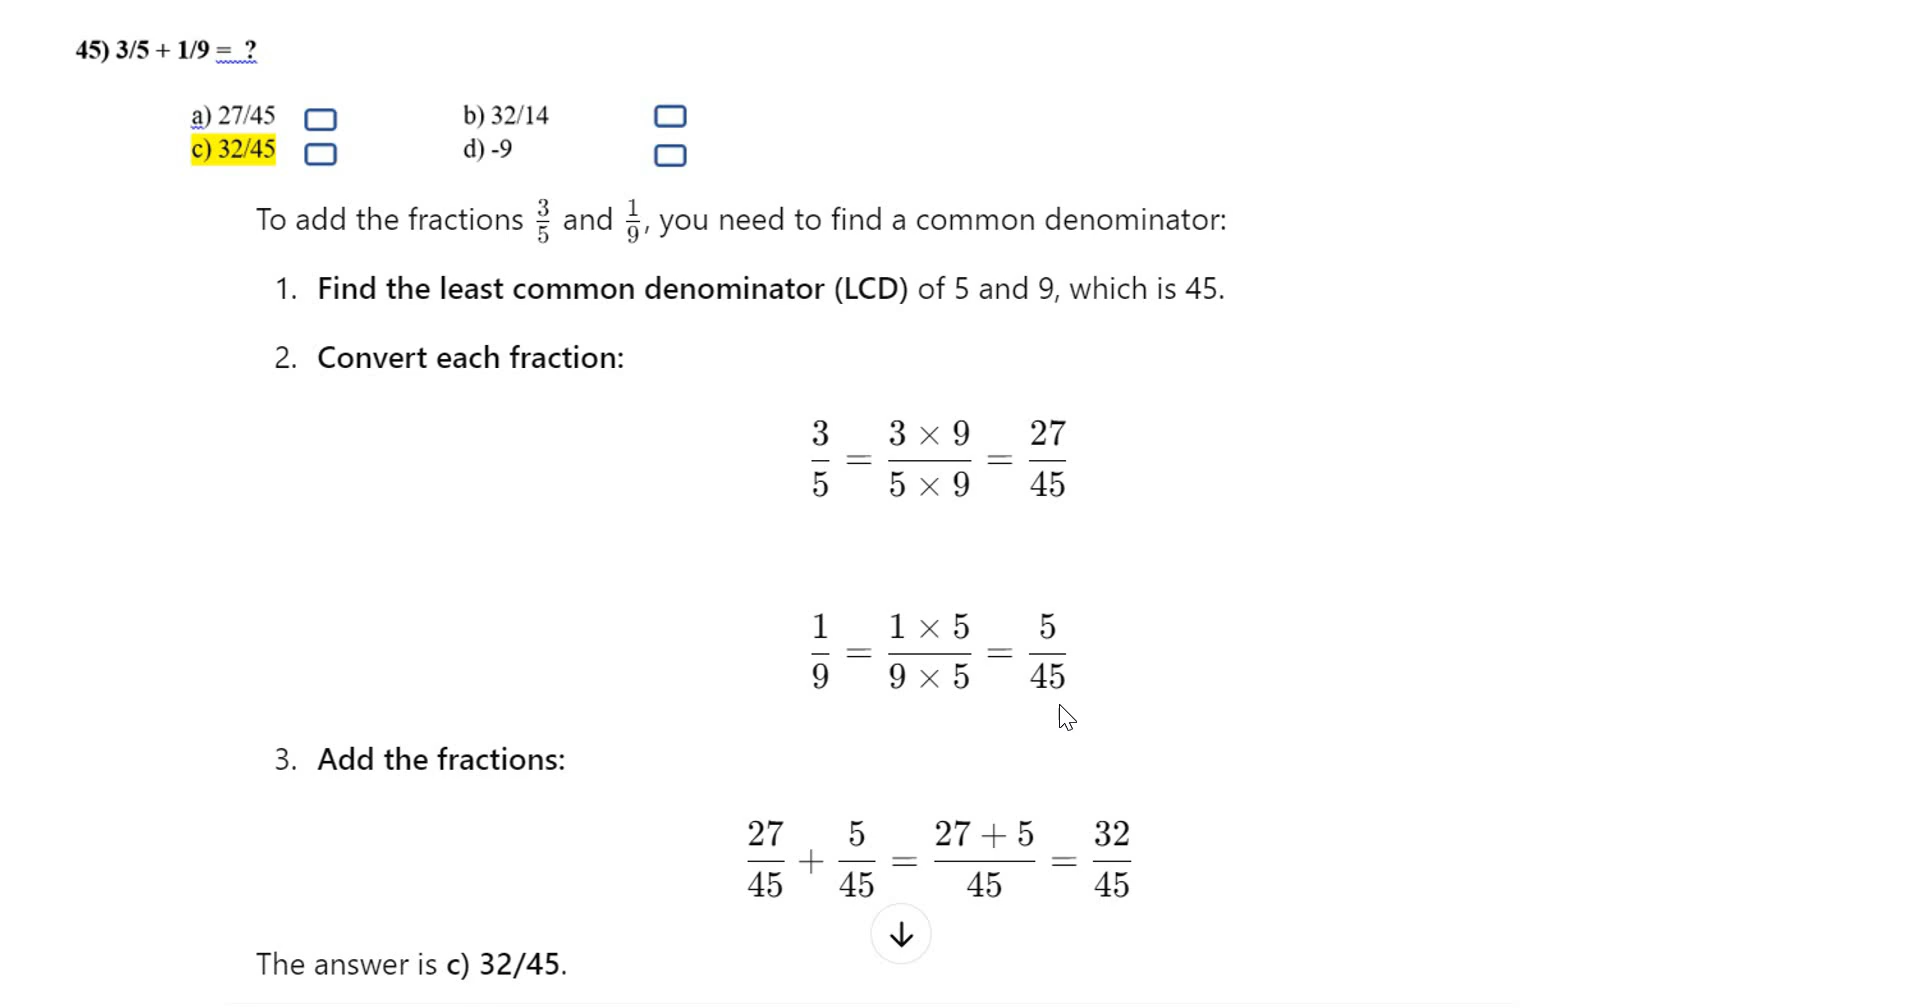 45) 3/5 + 1/9 = ?
a) 27/45 b) 32/14
c) 32/45 d) -9
To add the fractions 3/5 and 1/9, you need to find a common denominator:
1. Find the least common denominator (LCD) of 5 and 9, which is 45.
2. Convert each fraction:
3/5 = 3 × 9/5 × 9 = 27/45
1/9 = 1 × 5/9 × 5 = 5/45
3. Add the fractions:
27/45 + 5/45 = 27 + 5/45 = 32/45
The answer is c) 32/45.